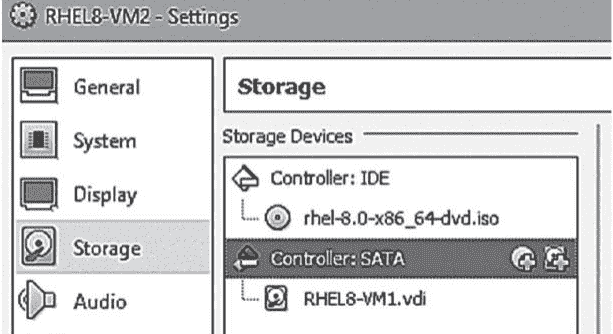 RHEL8-VM2 - Settings
General
System
Display
Storage
Audio
Storage
Storage Devices
Controller: IDE
rhel-8.0-x86_64-dvd.iso
Controller: SATA
RHEL8-VM1.vdi